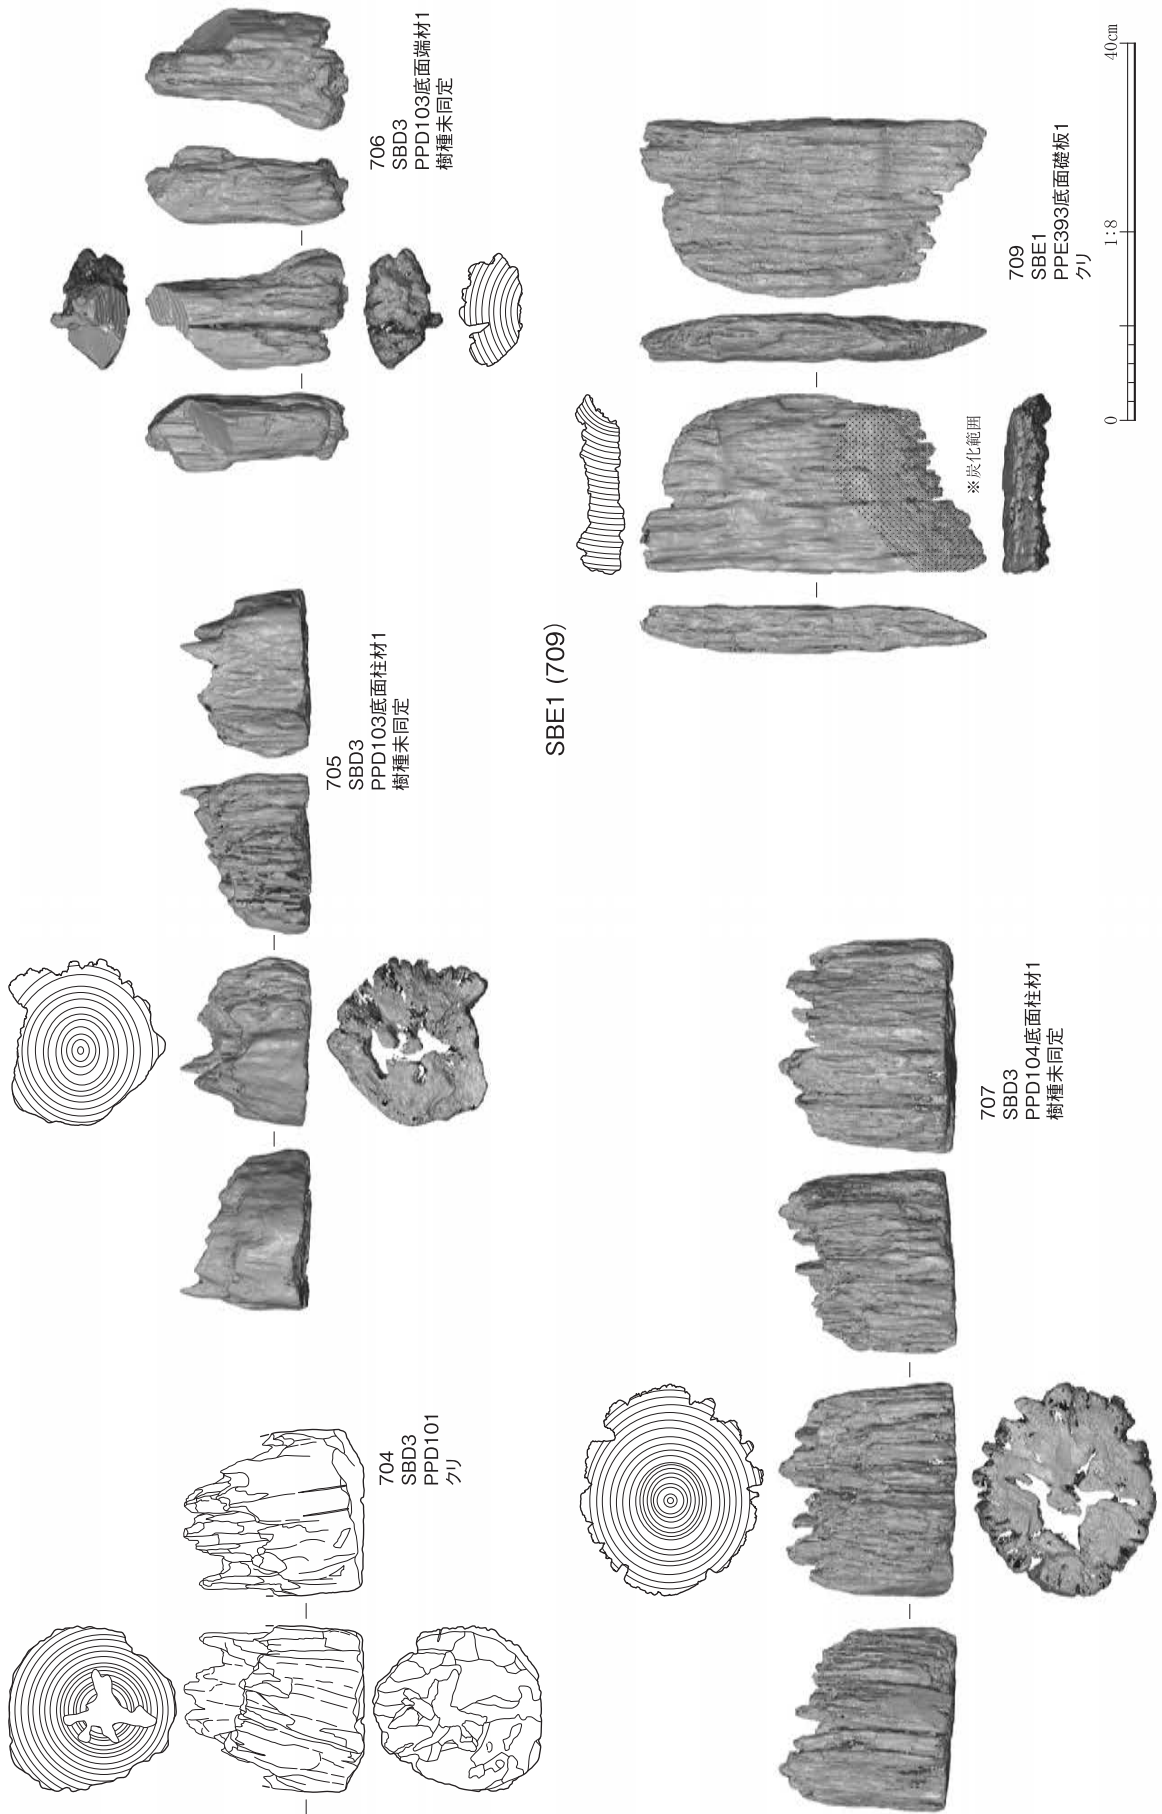 704
SBD3
PPD101
クリ
705
SBD3
PPD103底面柱材1
樹種未同定
706
SBD3
PPD103底面端材1
樹種未同定
707
SBD3
PPD104底面柱材1
樹種未同定
SBE1 (709)
※炭化範囲
709
SBE1
PPE393底面礎板1
クリ
0
1:8
40cm